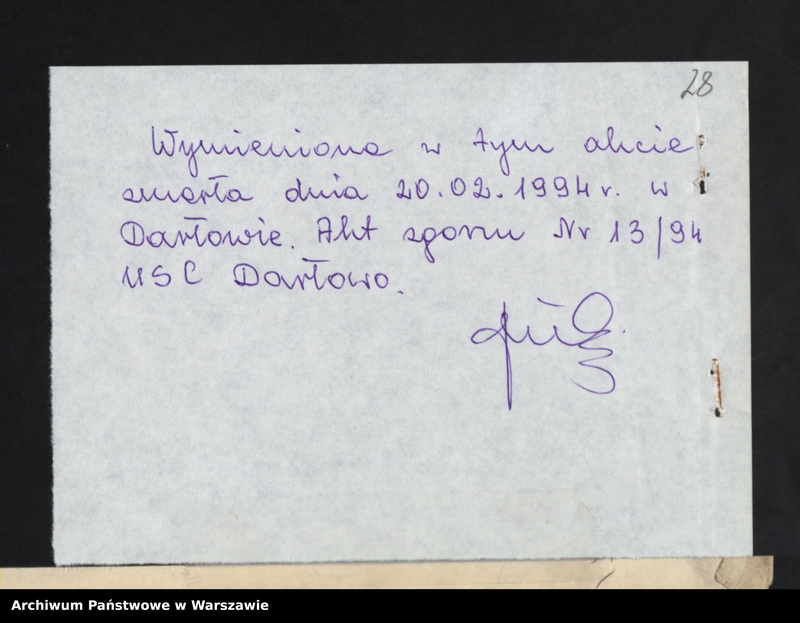 28
Wymieniona w tym akcie
zmarła dnia 20.02.1994 r. w
Darłowie. Akt zgonu Nr 13/94
USC Darłowo.
Archiwum Państwowe w Warszawie